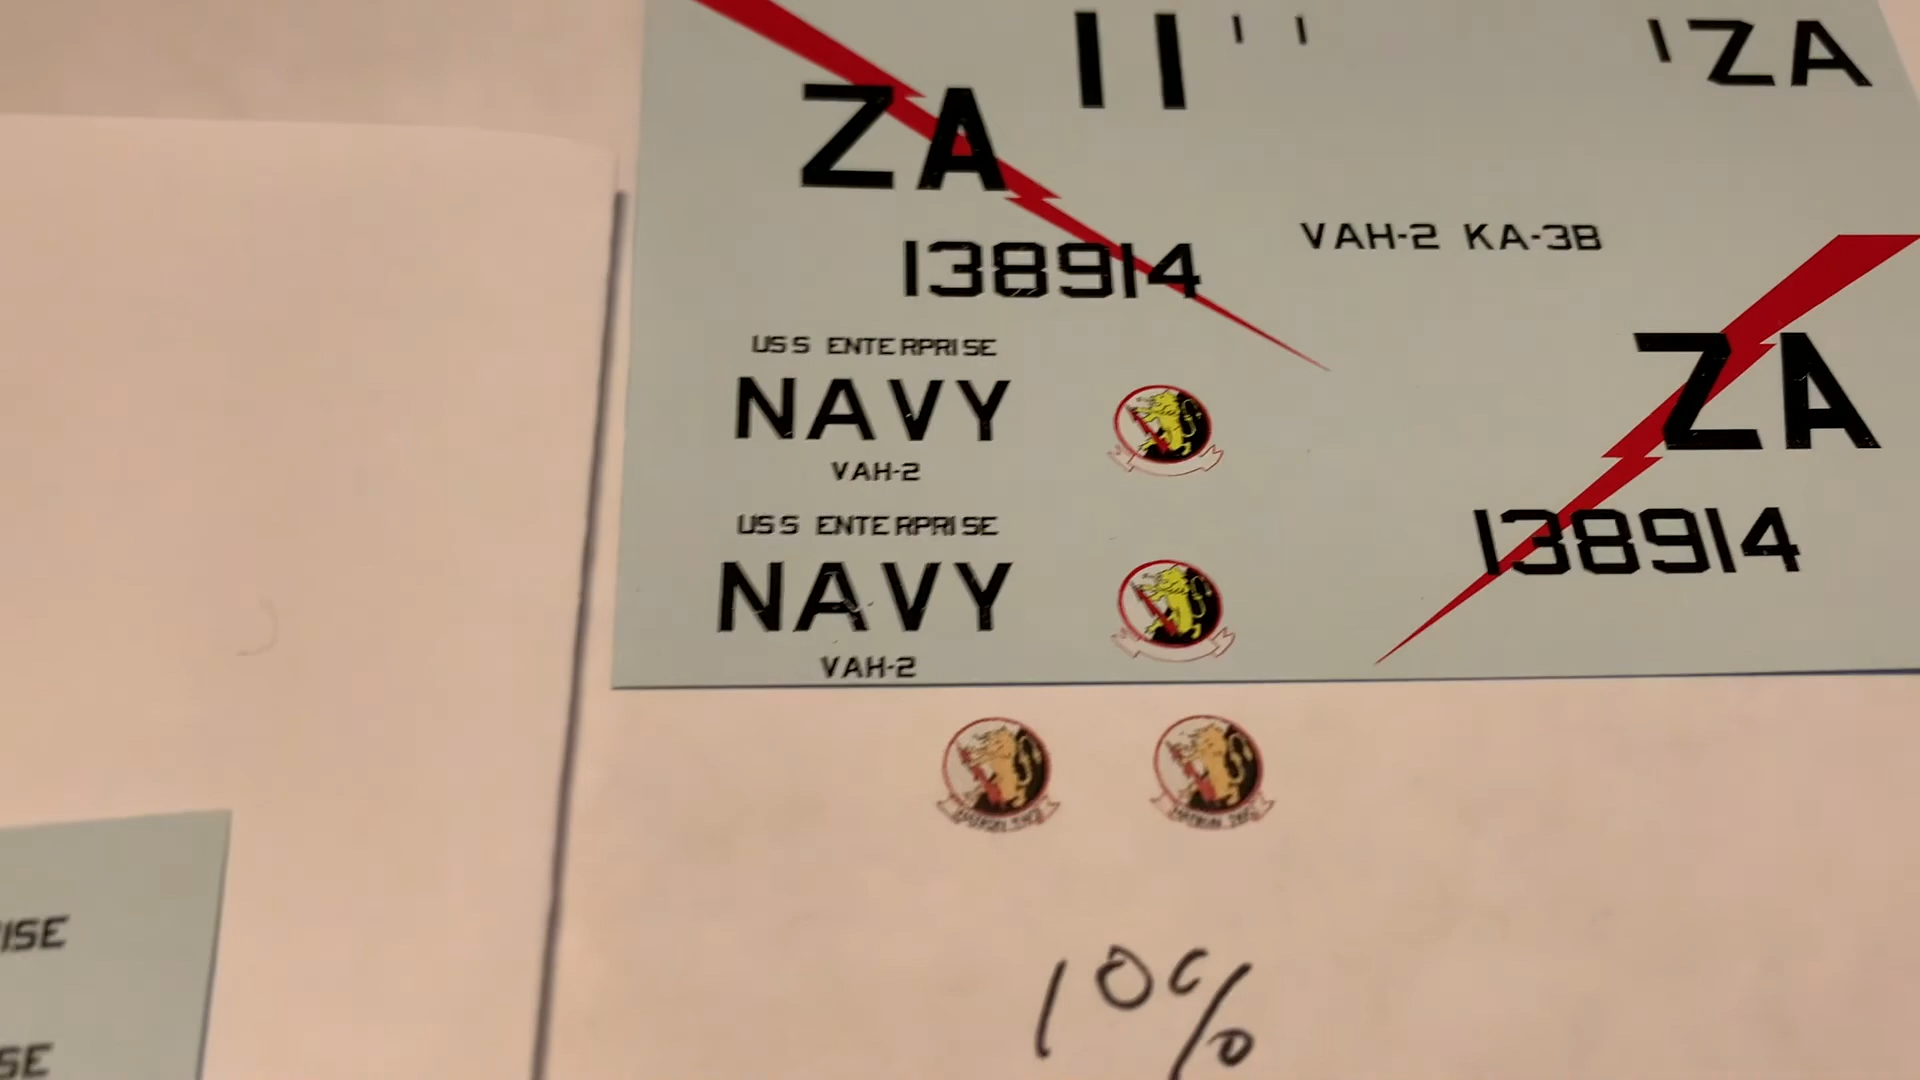 ZA
11
ı ı
ZA
138914
VAH-2 KA-3B
USS ENTERPRISE
NAVY
VAH-2
ZA
138914
USS ENTERPRISE
NAVY
VAH-2
10%
ISE
SE